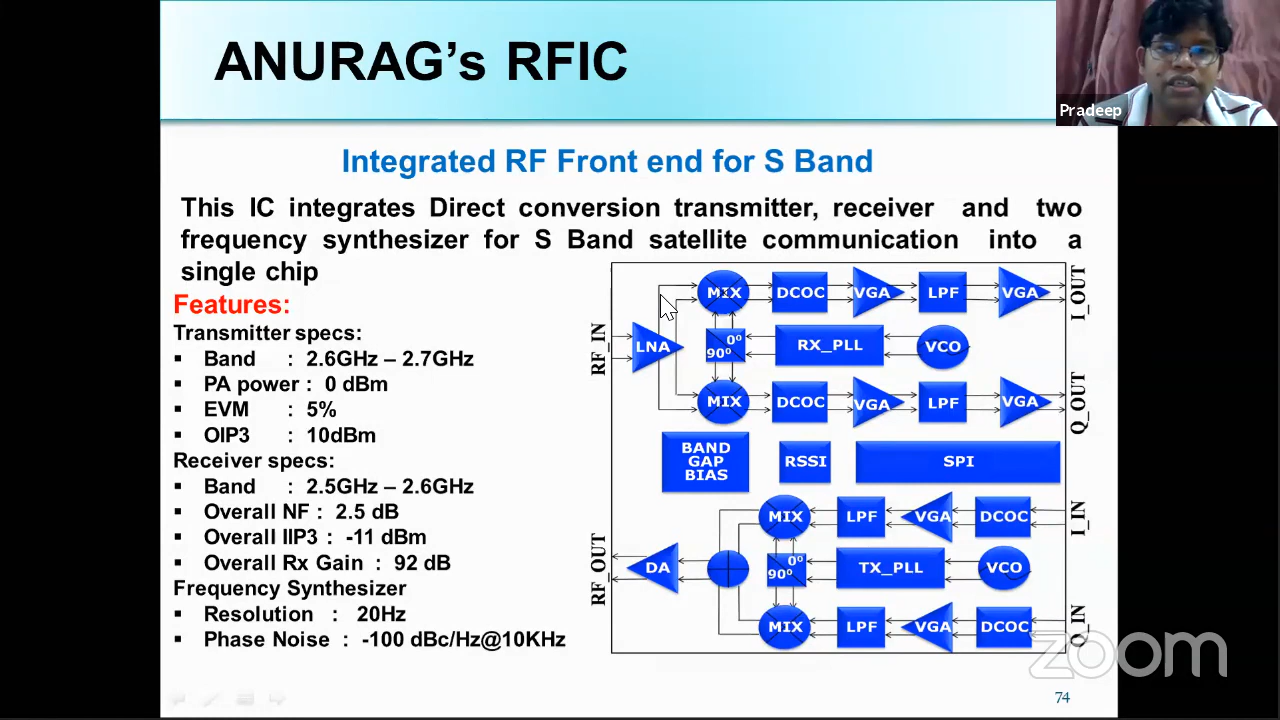 ANURAG's RFIC
Pradeep
Integrated RF Front end for S Band
This IC integrates Direct conversion transmitter, receiver and two
frequency synthesizer for S Band satellite communication into a
single chip
Features:
Transmitter specs:
▪ Band : 2.6GHz – 2.7GHz
▪ PA power : 0 dBm
▪ EVM : 5%
▪ OIP3 : 10dBm
Receiver specs:
▪ Band : 2.5GHz – 2.6GHz
▪ Overall NF : 2.5 dB
▪ Overall IIP3 : -11 dBm
▪ Overall Rx Gain : 92 dB
Frequency Synthesizer
▪ Resolution : 20Hz
▪ Phase Noise : -100 dBc/Hz@10KHz
MIX DCOC VGA LPF VGA
I_OUT
RF_IN
LNA
0⁰
90⁰
RX_PLL
VCO
MIX DCOC VGA LPF VGA
Q_OUT
BAND
GAP
BIAS
RSSI
SPI
MIX LPF VGA DCOC
I_IN
RF_OUT
DA
0⁰
90⁰
TX_PLL
VCO
MIX LPF VGA DCOC
Q_IN
zoom
74